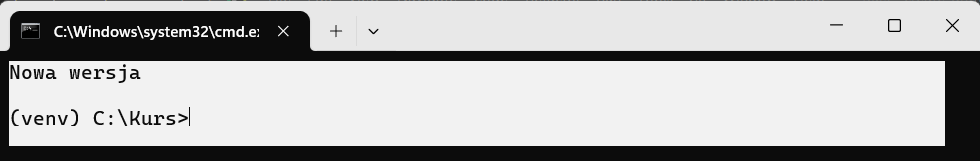 C:\Windows\system32\cmd.e
Nowa wersja
(venv) C:\Kurs>